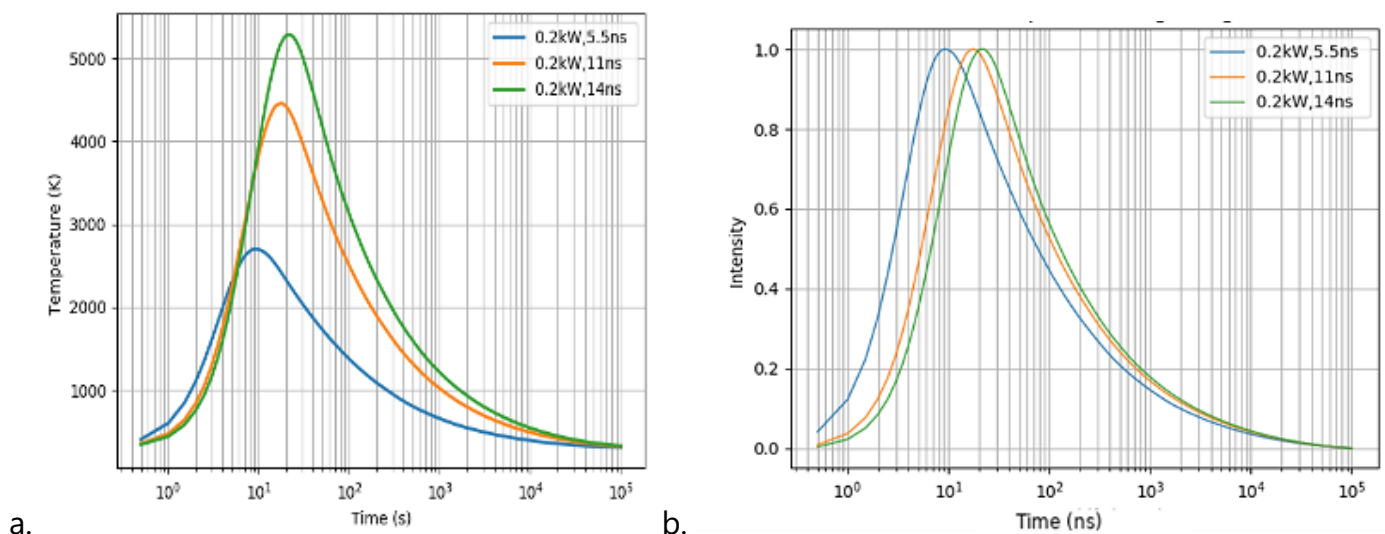 0.2kW,5.5ns
0.2kW,11ns
0.2kW,14ns
5000
4000
3000
2000
1000
Temperature (K)
10⁰ 10¹ 10² 10³ 10⁴ 10⁵
Time (s)
a.
0.2kW,5.5ns
0.2kW,11ns
0.2kW,14ns
1.0
0.8
0.6
0.4
0.2
0.0
Intensity
10⁰ 10¹ 10² 10³ 10⁴ 10⁵
Time (ns)
b.